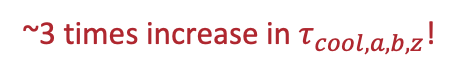 ~3 times increase in τcool,a,b,z!